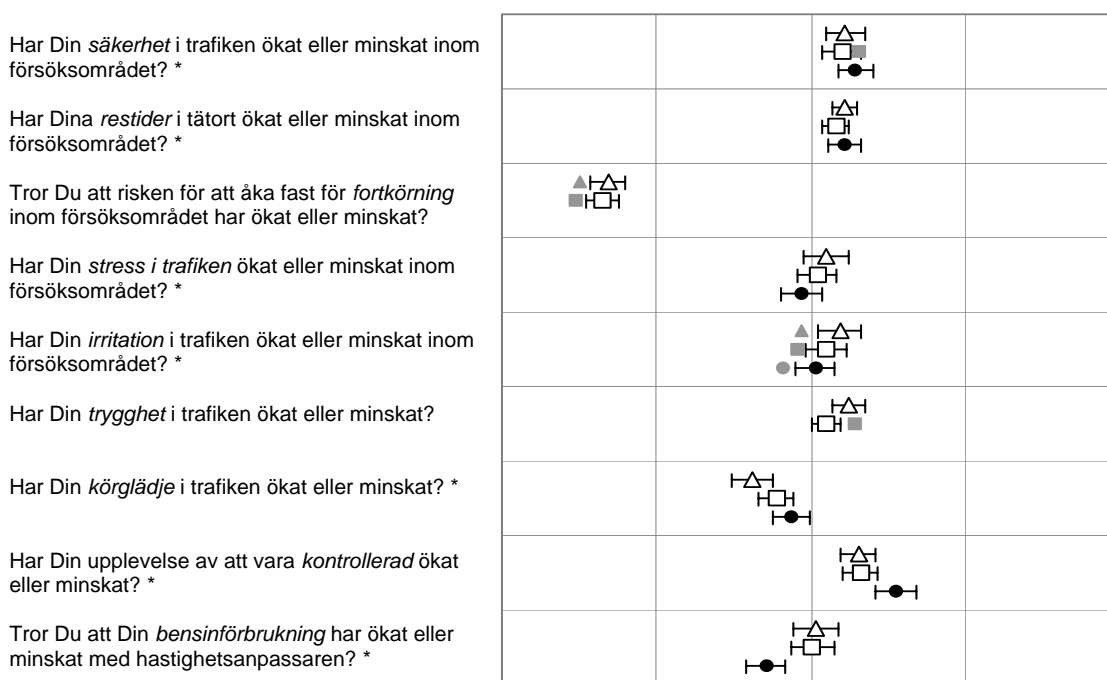 Har Din säkerhet i trafiken ökat eller minskat inom
försöksområdet? *
Har Dina restider i tätort ökat eller minskat inom
försöksområdet? *
Tror Du att risken för att åka fast för fortkörning
inom försöksområdet har ökat eller minskat?
Har Din stress i trafiken ökat eller minskat inom
försöksområdet? *
Har Din irritation i trafiken ökat eller minskat inom
försöksområdet? *
Har Din trygghet i trafiken ökat eller minskat?
Har Din körglädje i trafiken ökat eller minskat? *
Har Din upplevelse av att vara kontrollerad ökat
eller minskat? *
Tror Du att Din bensinförbrukning har ökat eller
minskat med hastighetsanpassaren? *